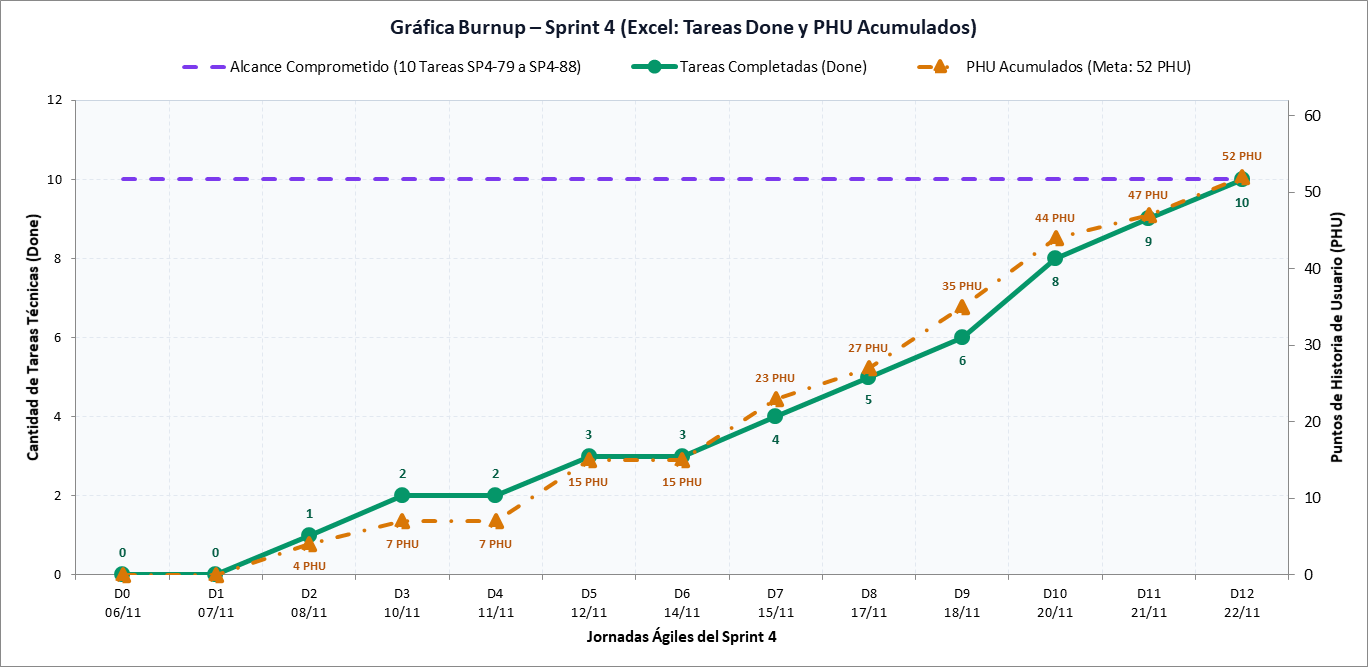 Gráfica Burnup – Sprint 4 (Excel: Tareas Done y PHU Acumulados)
Alcance Comprometido (10 Tareas SP4-79 a SP4-88)
Tareas Completadas (Done)
PHU Acumulados (Meta: 52 PHU)
Cantidad de Tareas Técnicas (Done)
12
10
8
6
4
2
0
0
0
1
2
2
3
3
4
5
6
8
9
10
4 PHU
7 PHU
7 PHU
15 PHU
15 PHU
23 PHU
27 PHU
35 PHU
44 PHU
47 PHU
52 PHU
60
50
40
30
20
10
0
Puntos de Historia de Usuario (PHU)
D0 D1 D2 D3 D4 D5 D6 D7 D8 D9 D10 D11 D12
06/11 07/11 08/11 10/11 11/11 12/11 14/11 15/11 17/11 18/11 20/11 21/11 22/11
Jornadas Ágiles del Sprint 4